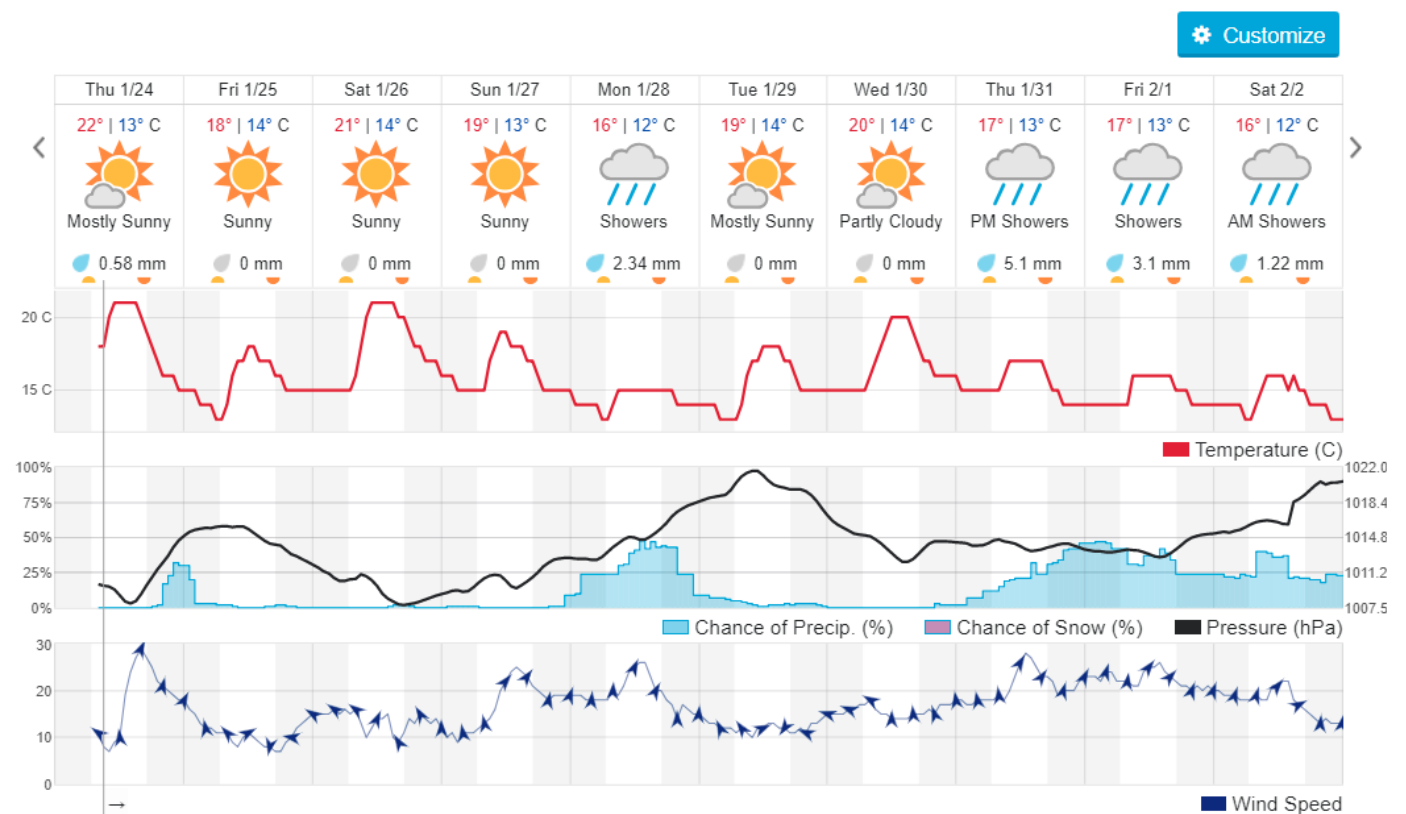 Customize
Thu 1/24 Fri 1/25 Sat 1/26 Sun 1/27 Mon 1/28 Tue 1/29 Wed 1/30 Thu 1/31 Fri 2/1 Sat 2/2
22° | 13° C 18° | 14° C 21° | 14° C 19° | 13° C 16° | 12° C 19° | 14° C 20° | 14° C 17° | 13° C 17° | 13° C 16° | 12° C
Mostly Sunny Sunny Sunny Sunny Showers Mostly Sunny Partly Cloudy PM Showers Showers AM Showers
0.58 mm 0 mm 0 mm 0 mm 2.34 mm 0 mm 0 mm 5.1 mm 3.1 mm 1.22 mm
20 C
15 C
Temperature (C)
100% 1022.0
75% 1018.4
50% 1014.8
25% 1011.2
0% 1007.5
Chance of Precip. (%) Chance of Snow (%) Pressure (hPa)
30
20
10
0
→
Wind Speed